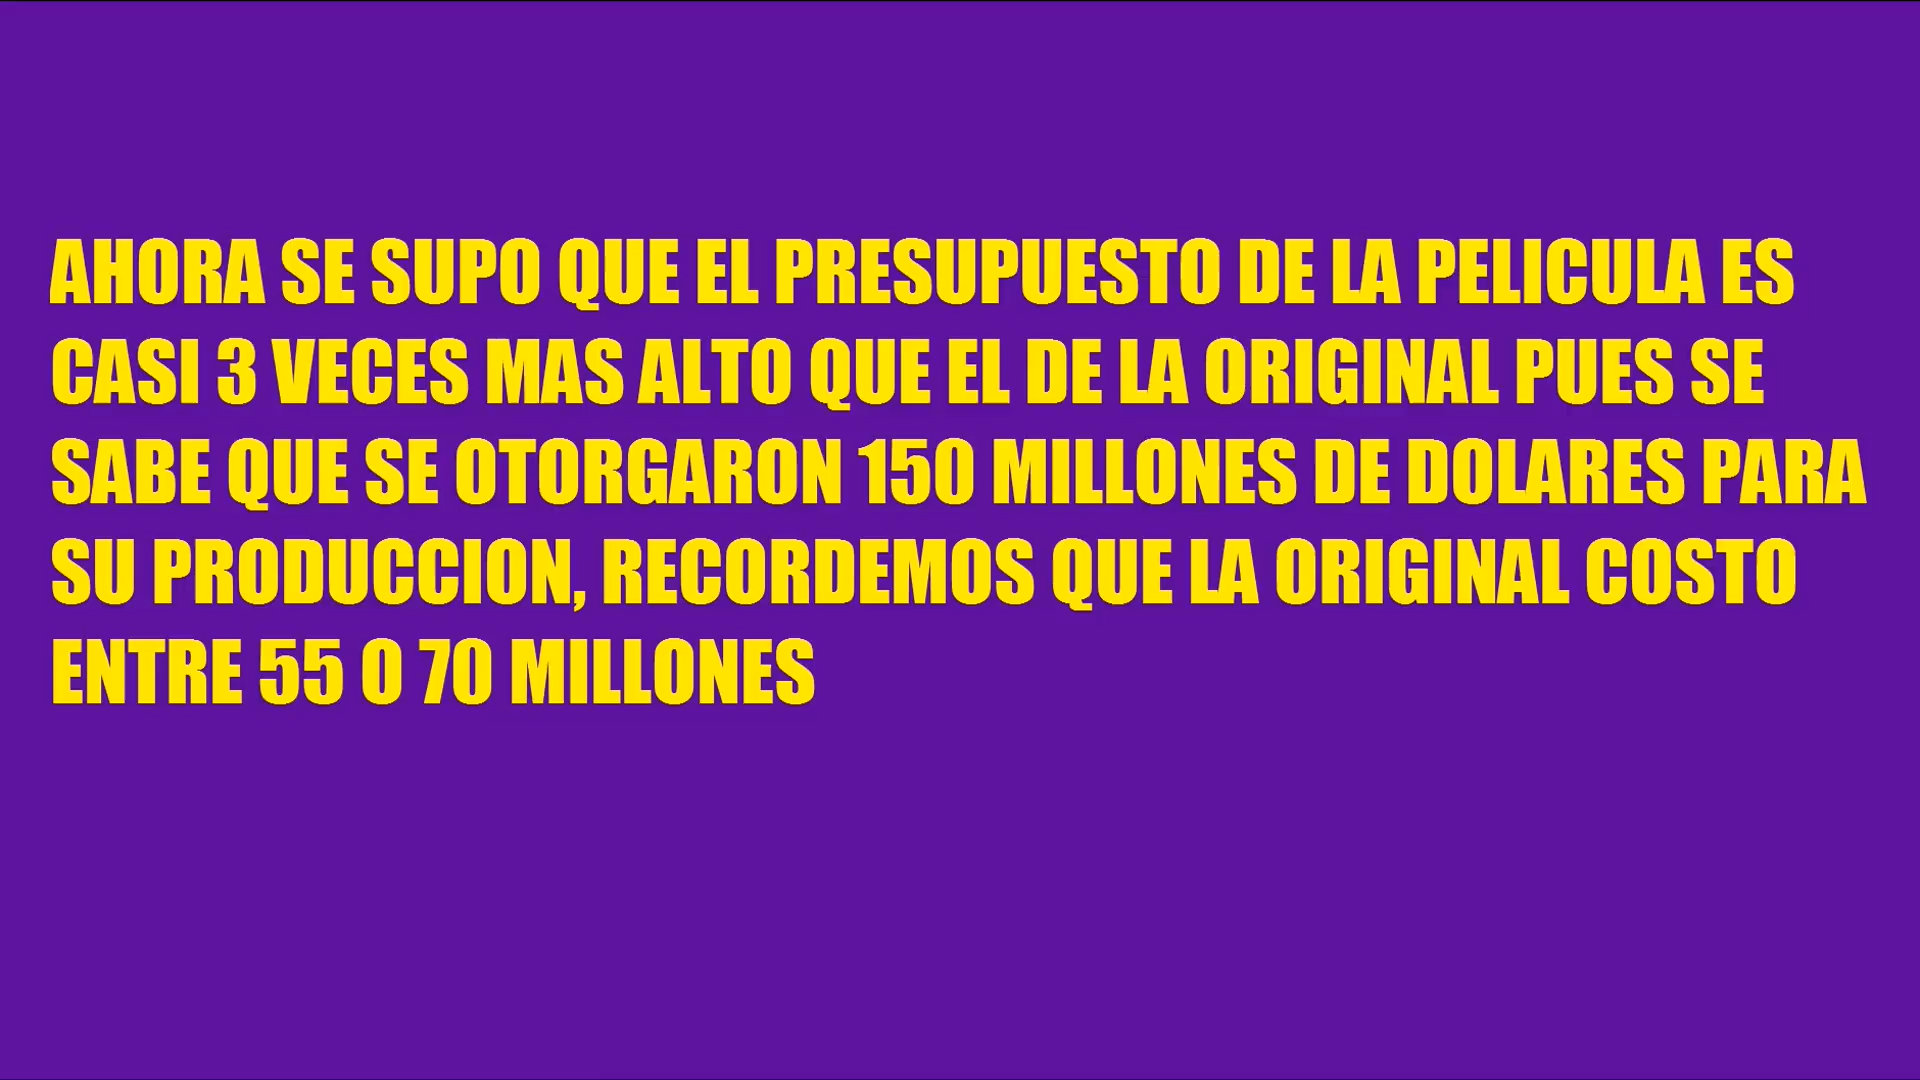 AHORA SE SUPO QUE EL PRESUPUESTO DE LA PELICULA ES
CASI 3 VECES MAS ALTO QUE EL DE LA ORIGINAL PUES SE
SABE QUE SE OTORGARON 150 MILLONES DE DOLARES PARA
SU PRODUCCION, RECORDEMOS QUE LA ORIGINAL COSTO
ENTRE 55 O 70 MILLONES